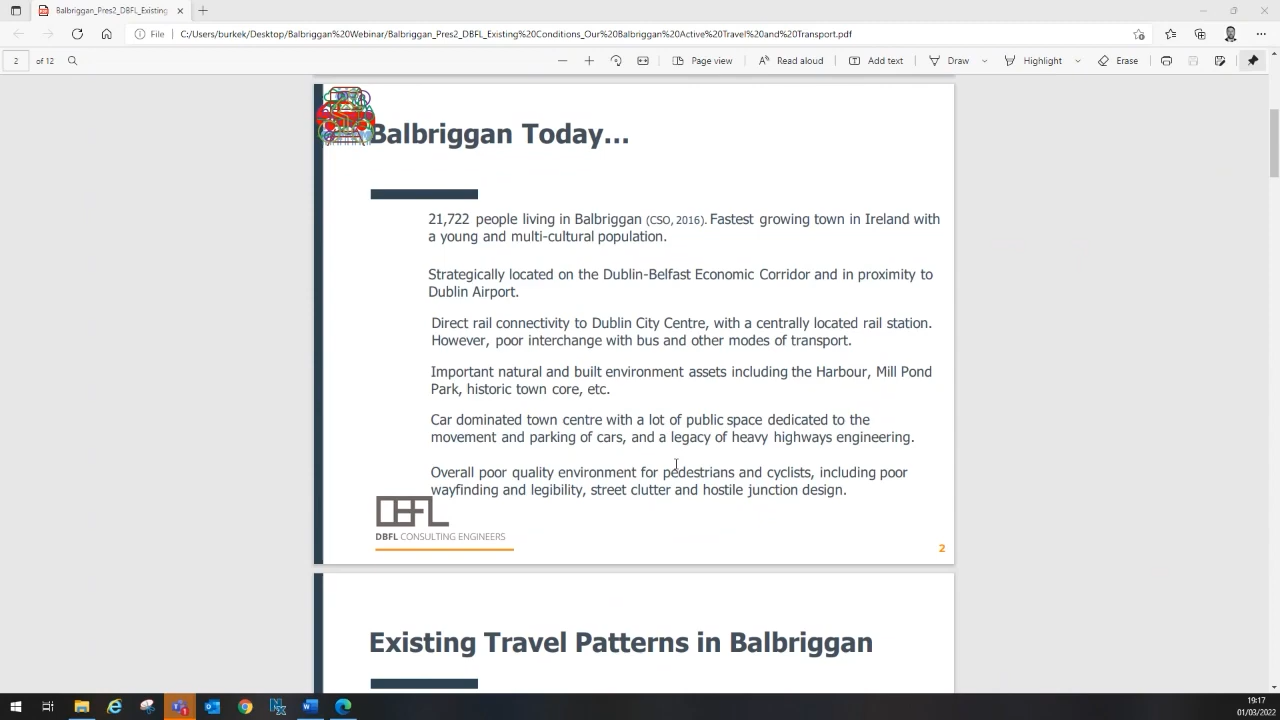 Balbriggan_Pres2_DBFL_Existing
File
C:/Users/burkek/Desktop/Balbriggan%20Webinar/Balbriggan_Pres2_DBFL_Existing%20Conditions_Our%20Balbriggan%20Active%20Travel%20and%20Transport.pdf
2 of 12
Page view
Read aloud
Add text
Draw
Highlight
Erase
Balbriggan Today...
21,722 people living in Balbriggan (CSO, 2016). Fastest growing town in Ireland with
a young and multi-cultural population.
Strategically located on the Dublin-Belfast Economic Corridor and in proximity to
Dublin Airport.
Direct rail connectivity to Dublin City Centre, with a centrally located rail station.
However, poor interchange with bus and other modes of transport.
Important natural and built environment assets including the Harbour, Mill Pond
Park, historic town core, etc.
Car dominated town centre with a lot of public space dedicated to the
movement and parking of cars, and a legacy of heavy highways engineering.
Overall poor quality environment for pedestrians and cyclists, including poor
wayfinding and legibility, street clutter and hostile junction design.
DBFL
DBFL CONSULTING ENGINEERS
2
Existing Travel Patterns in Balbriggan
19:17
01/03/2022